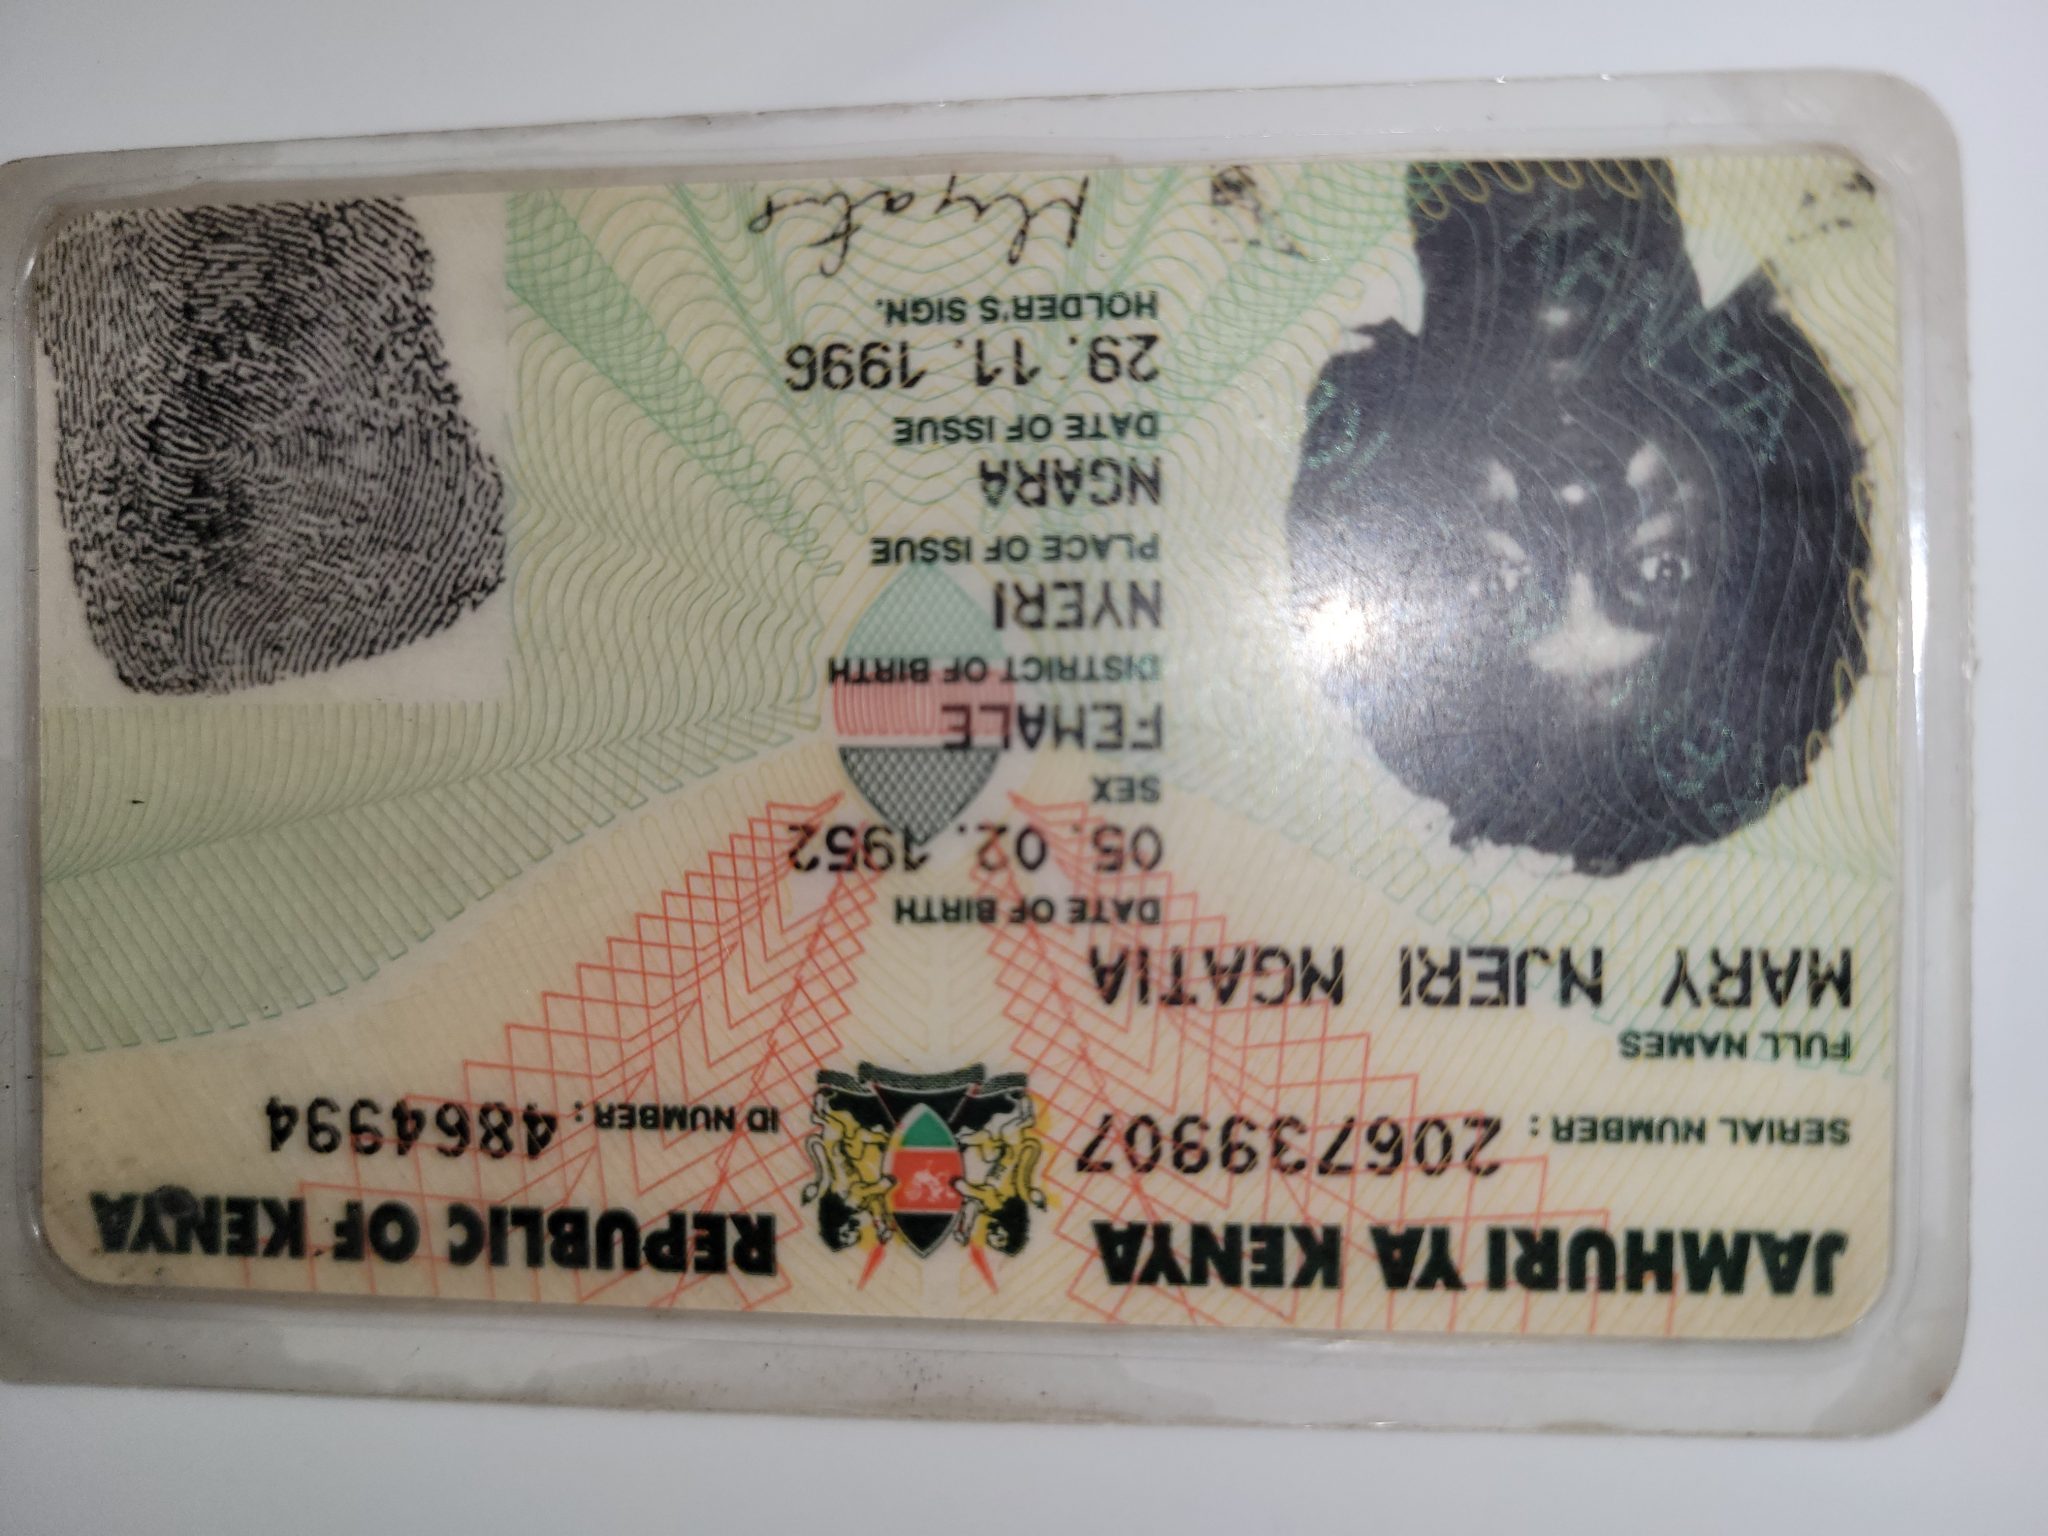 JAMHURI YA KENYA REPUBLIC OF KENYA
SERIAL NUMBER: 206739907 ID NUMBER: 4864994
FULL NAMES
MARY NJERI NGATIA
DATE OF BIRTH
05. 02. 1952
SEX
FEMALE
DISTRICT OF BIRTH
NYERI
PLACE OF ISSUE
NGARA
DATE OF ISSUE
29. 11. 1996
HOLDER'S SIGN.